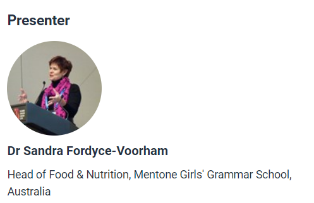 Presenter
Dr Sandra Fordyce-Voorham
Head of Food & Nutrition, Mentone Girls' Grammar School,
Australia